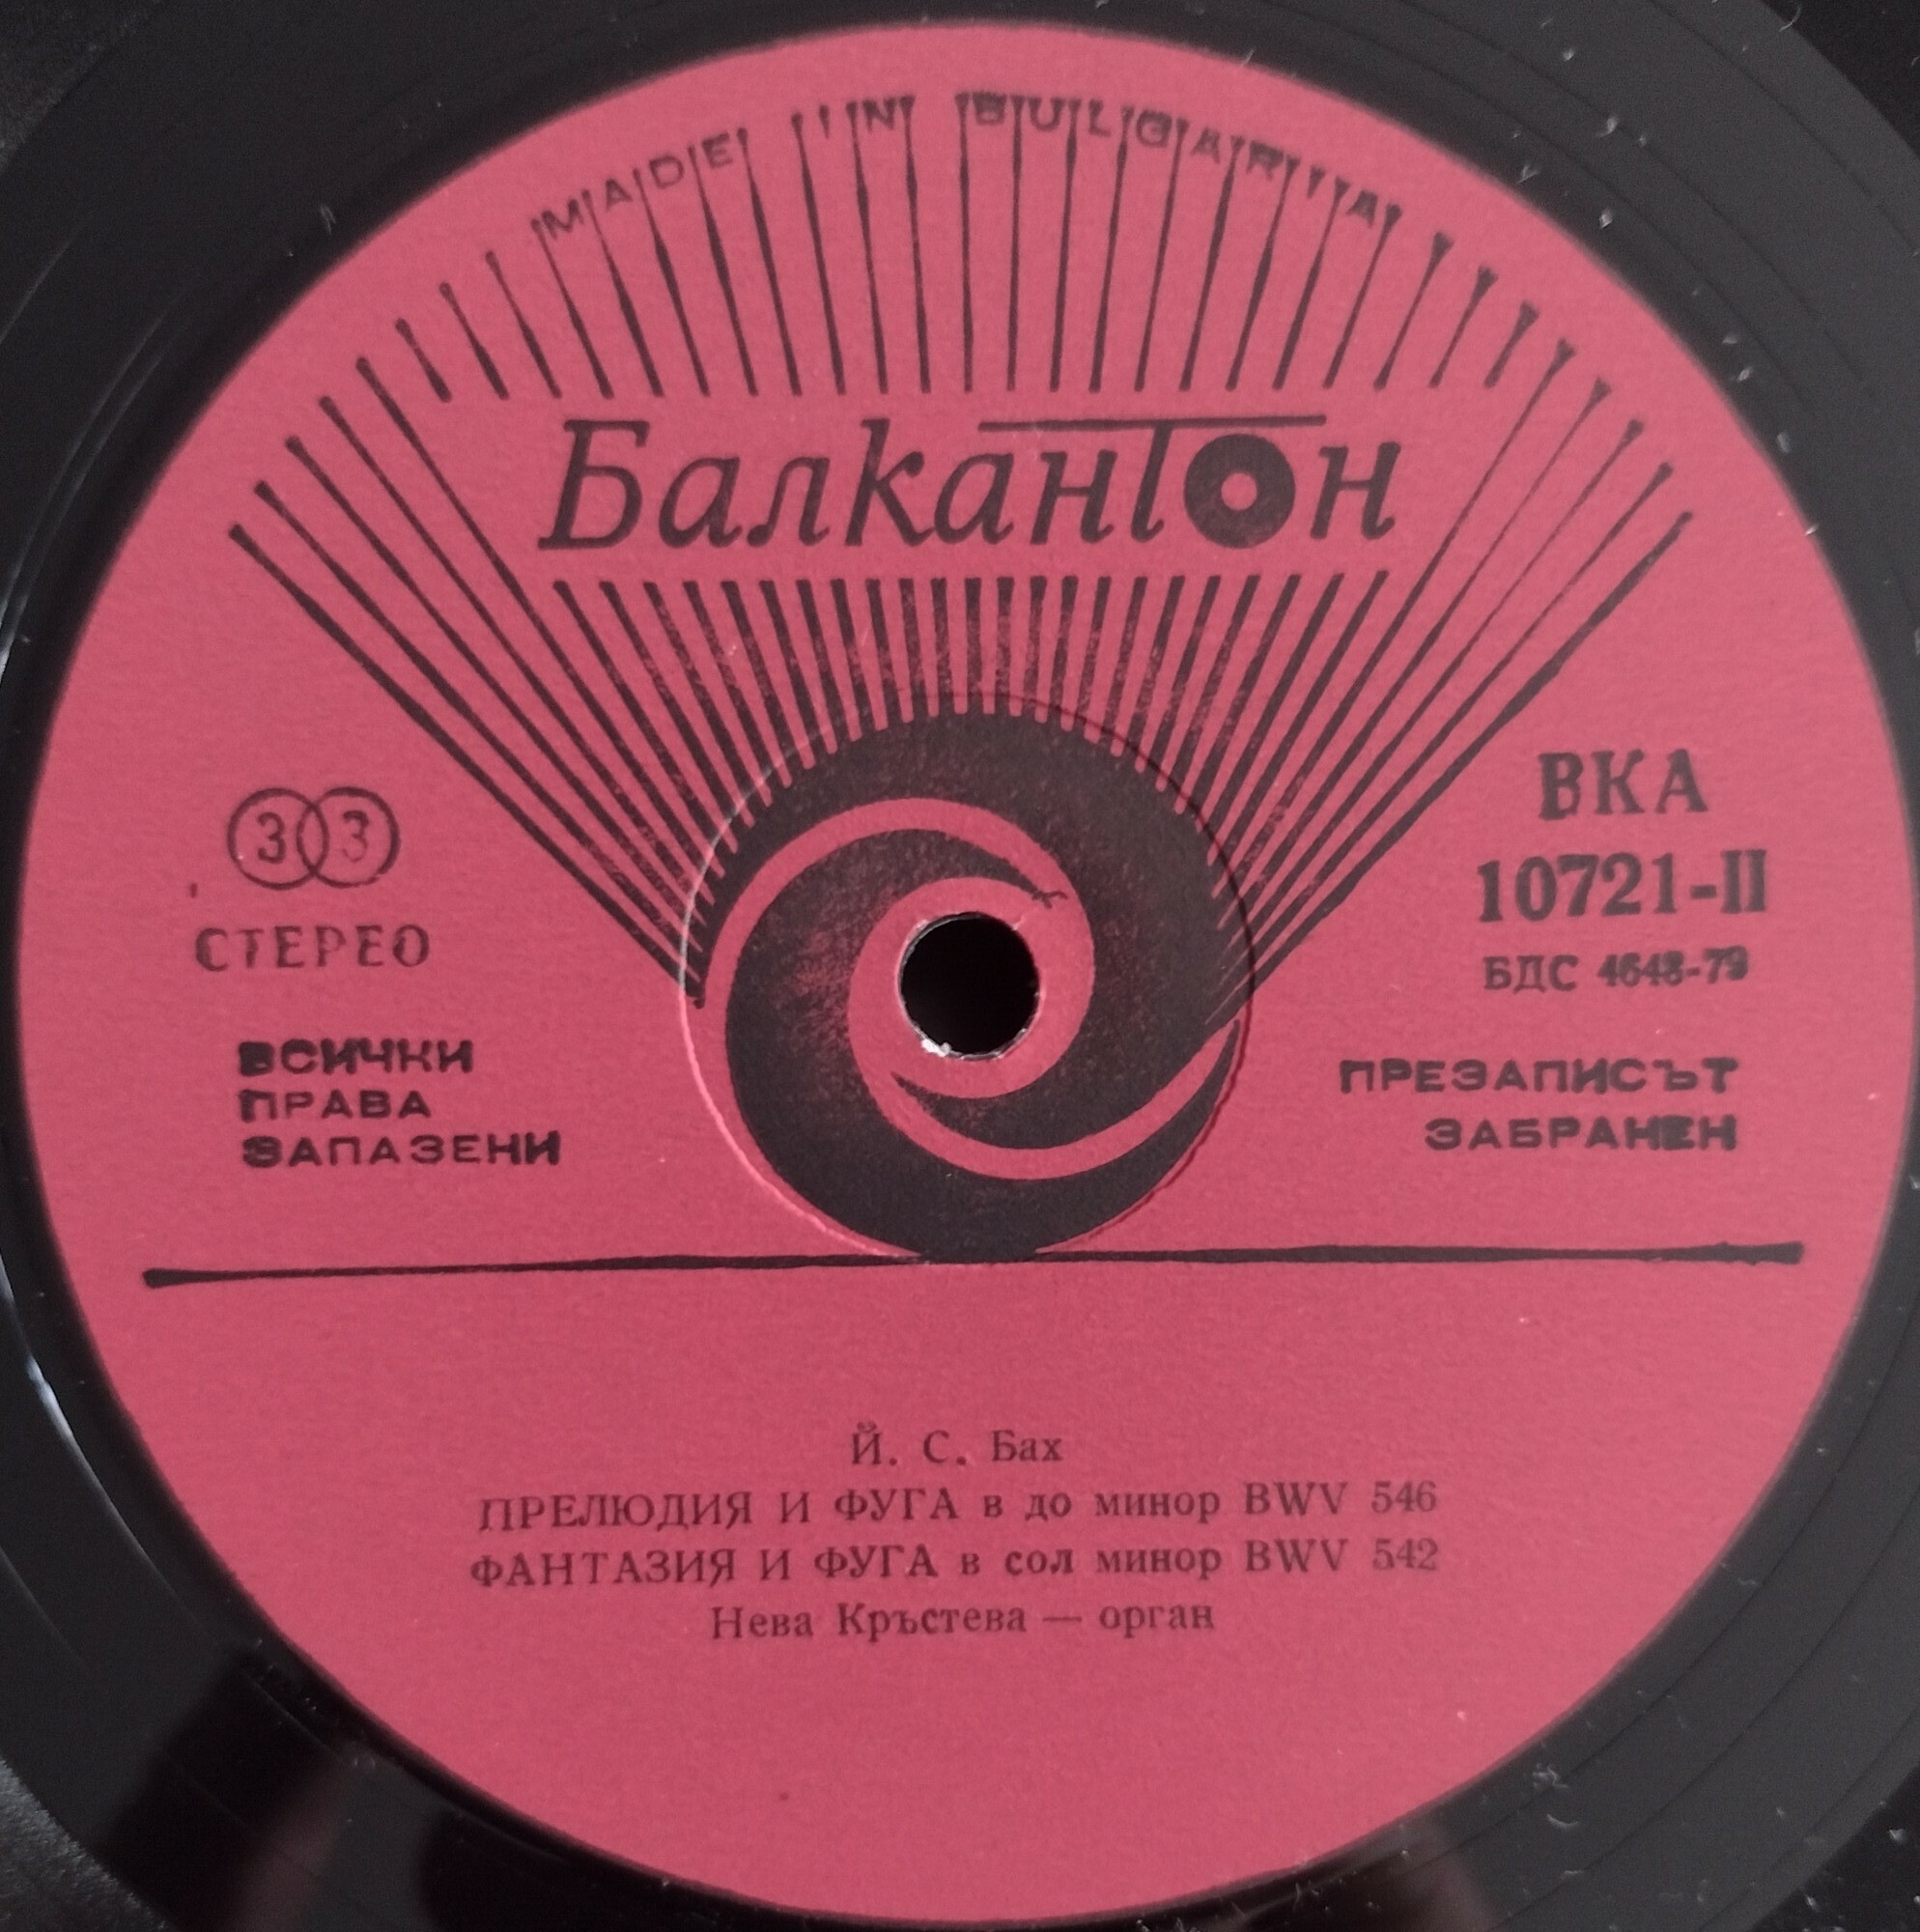 MADE IN BULGARIA
Балкантон
33
СТЕРЕО
ВКА
10721-II
БДС 4648-79
ВСИЧКИ
ПРАВА
ЗАПАЗЕНИ
ПРЕЗАПИСЪТ
ЗАБРАНЕН
Й. С. Бах
ПРЕЛЮДИЯ И ФУГА в до минор BWV 546
ФАНТАЗИЯ И ФУГА в сол минор BWV 542
Нева Кръстева — орган